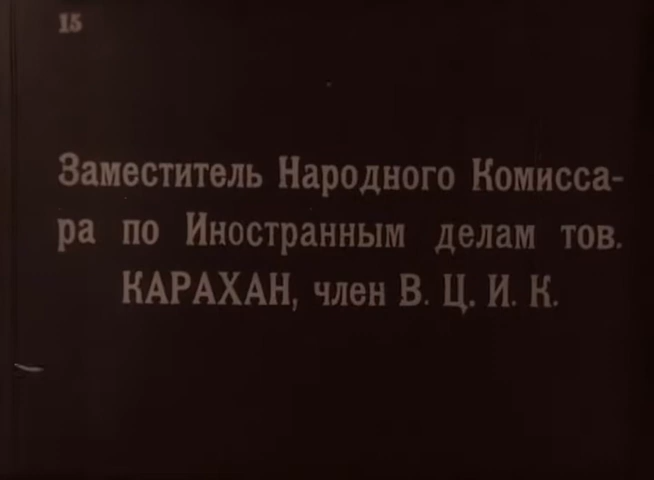 15
Заместитель Народного Комисса-
ра по Иностранным делам тов.
КАРАХАН, член В. Ц. И. К.